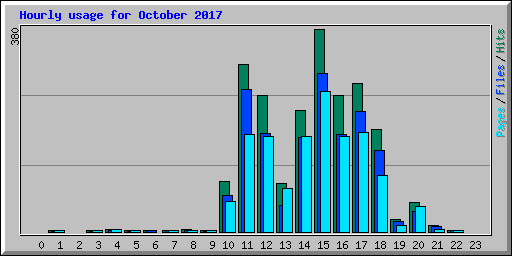 Hourly usage for October 2017
380
Pages/Files/Hits
0 1 2 3 4 5 6 7 8 9 10 11 12 13 14 15 16 17 18 19 20 21 22 23